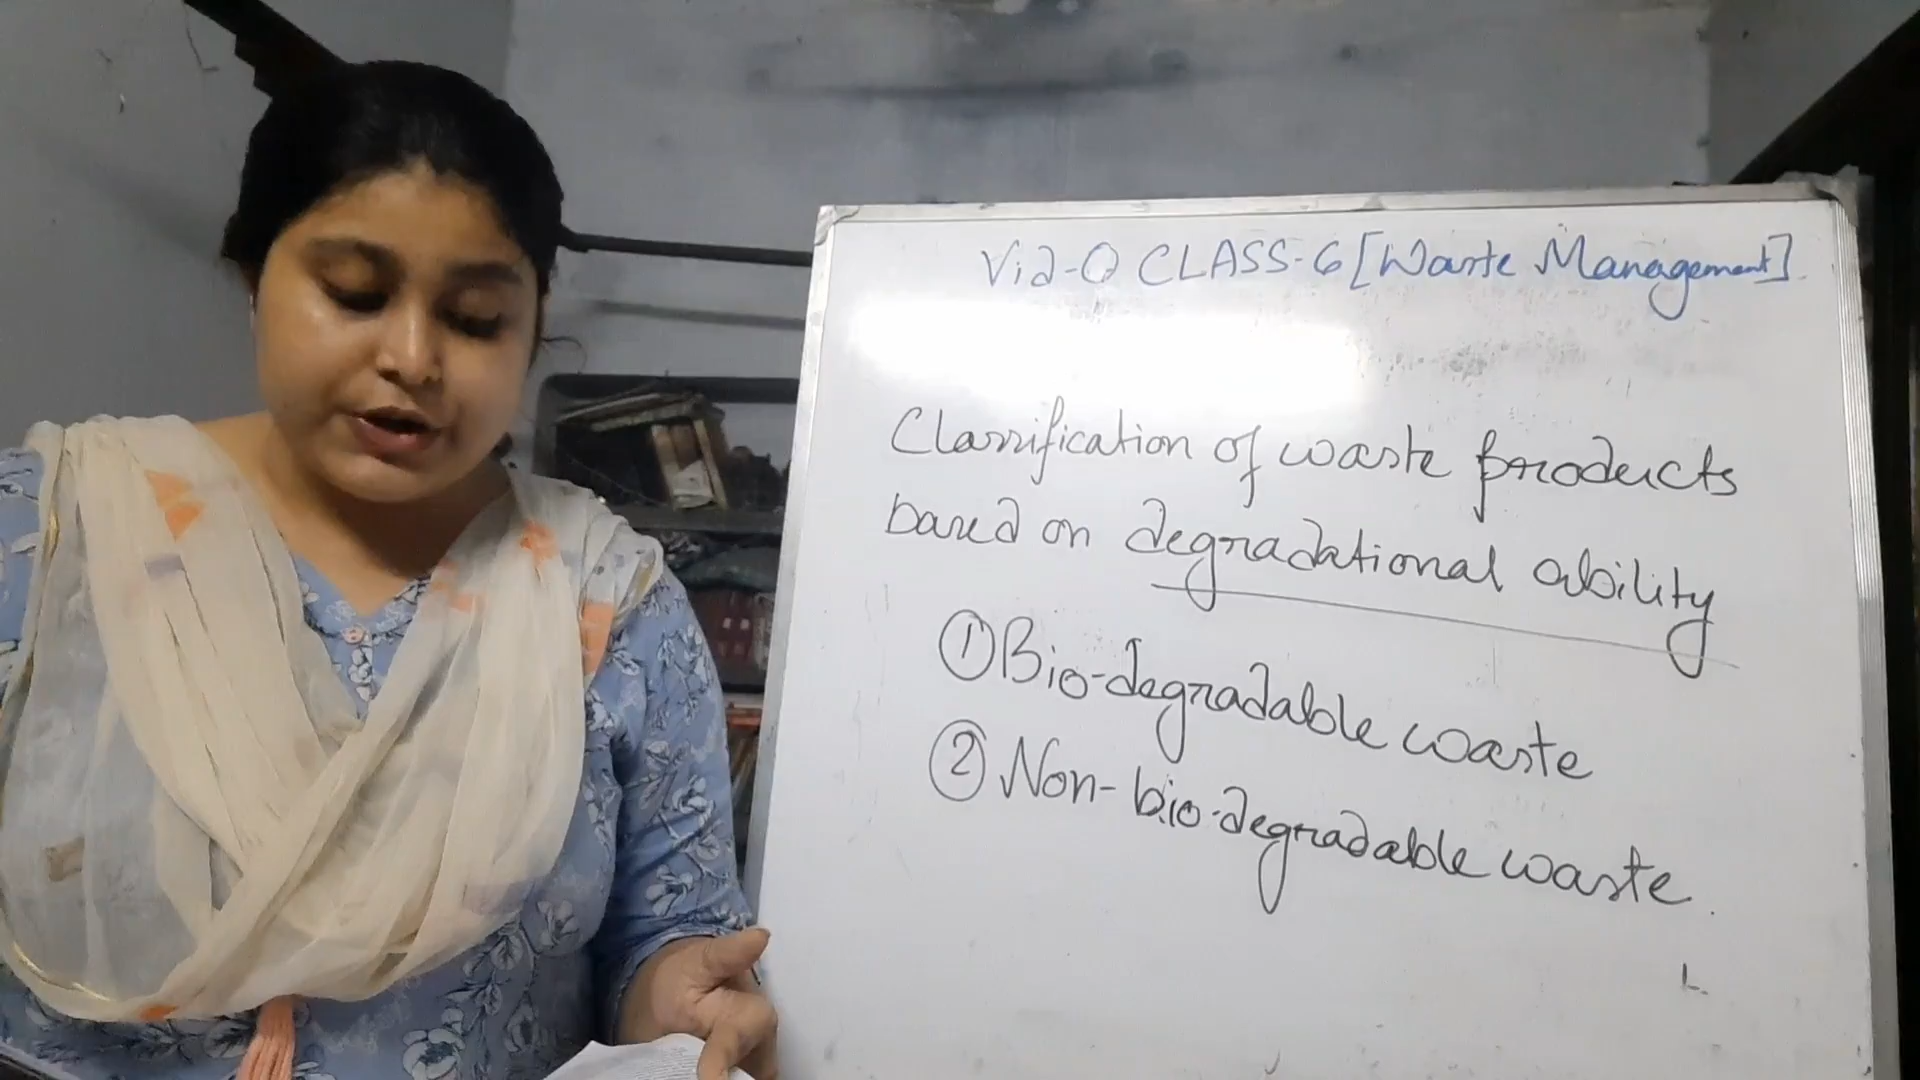 Vid-O CLASS-6 [Waste Management]
Classification of waste products
based on degradational ability
① Bio-degradable waste
② Non-bio-degradable waste.